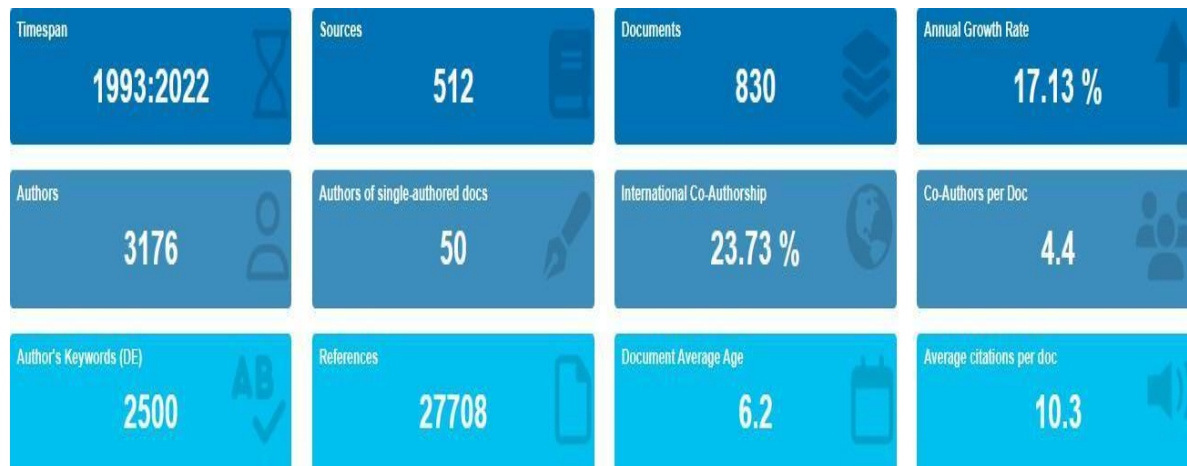 Timespan
1993:2022
Sources
512
Documents
830
Annual Growth Rate
17.13 %
Authors
3176
Authors of single-authored docs
50
International Co-Authorship
23.73 %
Co-Authors per Doc
4.4
Author's Keywords (DE)
2500
AB
References
27708
Document Average Age
6.2
Average citations per doc
10.3